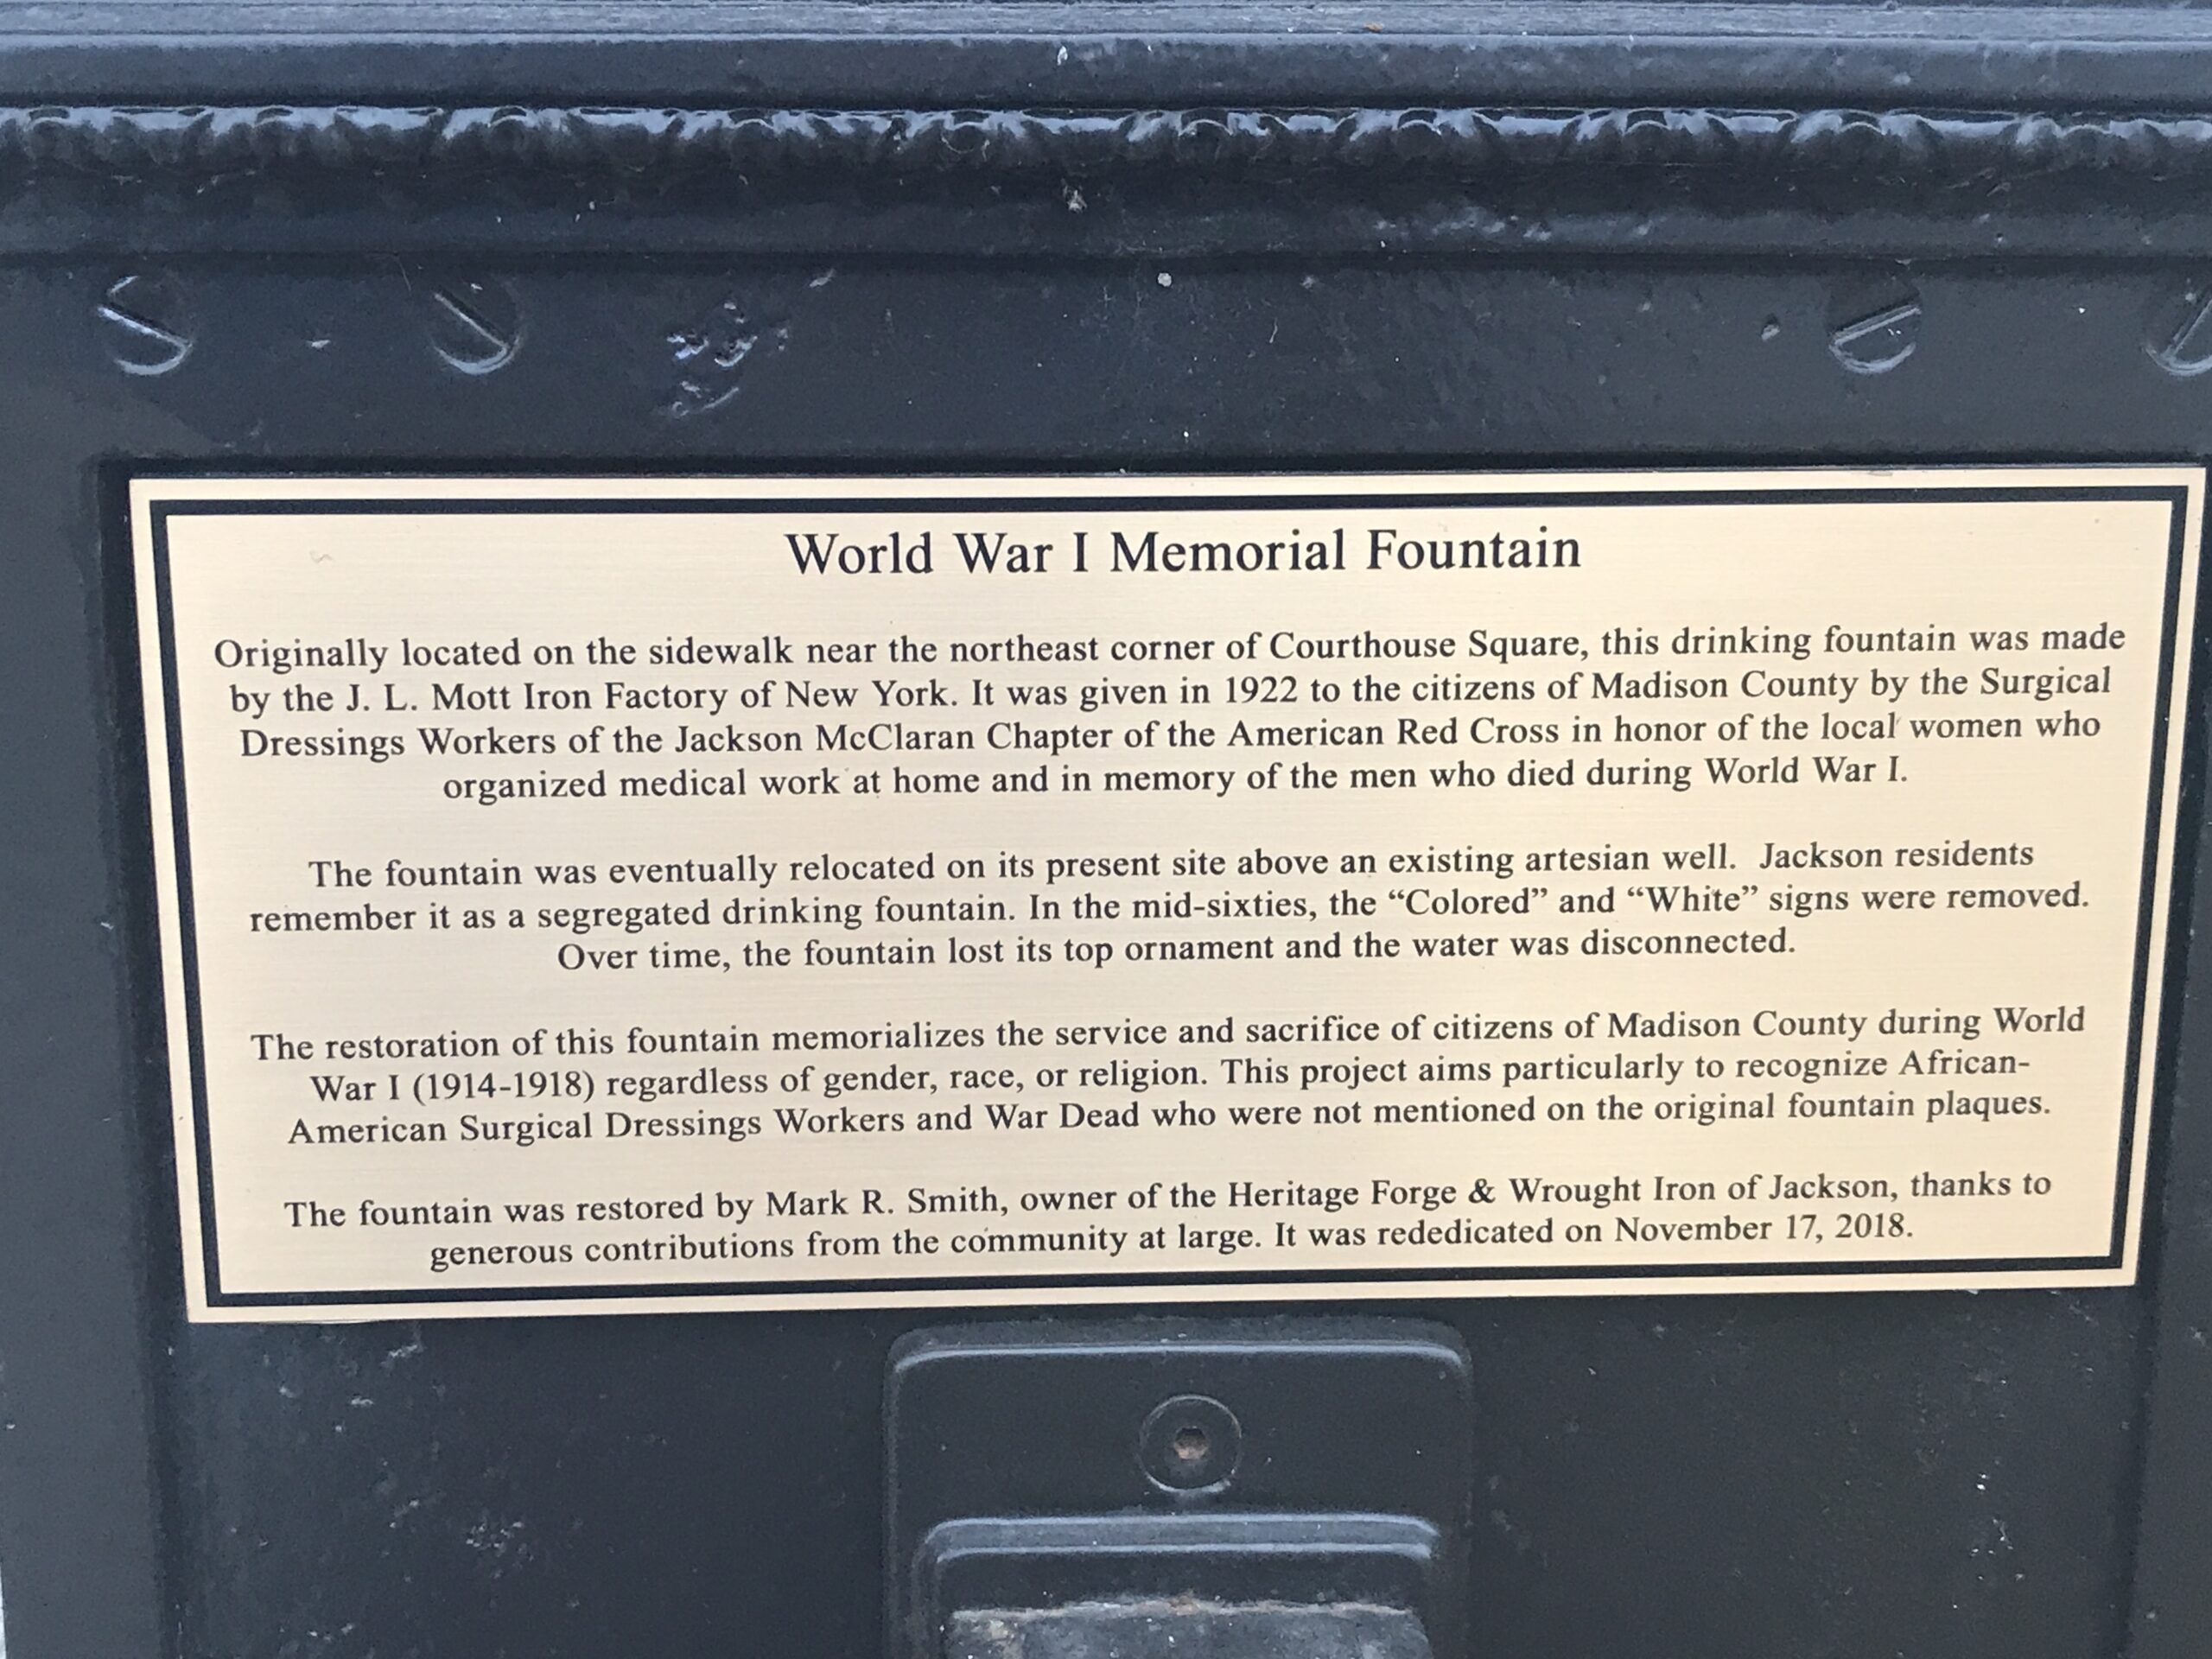 World War I Memorial Fountain
Originally located on the sidewalk near the northeast corner of Courthouse Square, this drinking fountain was made
by the J. L. Mott Iron Factory of New York. It was given in 1922 to the citizens of Madison County by the Surgical
Dressings Workers of the Jackson McClaran Chapter of the American Red Cross in honor of the local women who
organized medical work at home and in memory of the men who died during World War I.
The fountain was eventually relocated on its present site above an existing artesian well. Jackson residents
remember it as a segregated drinking fountain. In the mid-sixties, the “Colored” and “White” signs were removed.
Over time, the fountain lost its top ornament and the water was disconnected.
The restoration of this fountain memorializes the service and sacrifice of citizens of Madison County during World
War I (1914-1918) regardless of gender, race, or religion. This project aims particularly to recognize African-
American Surgical Dressings Workers and War Dead who were not mentioned on the original fountain plaques.
The fountain was restored by Mark R. Smith, owner of the Heritage Forge & Wrought Iron of Jackson, thanks to
generous contributions from the community at large. It was rededicated on November 17, 2018.